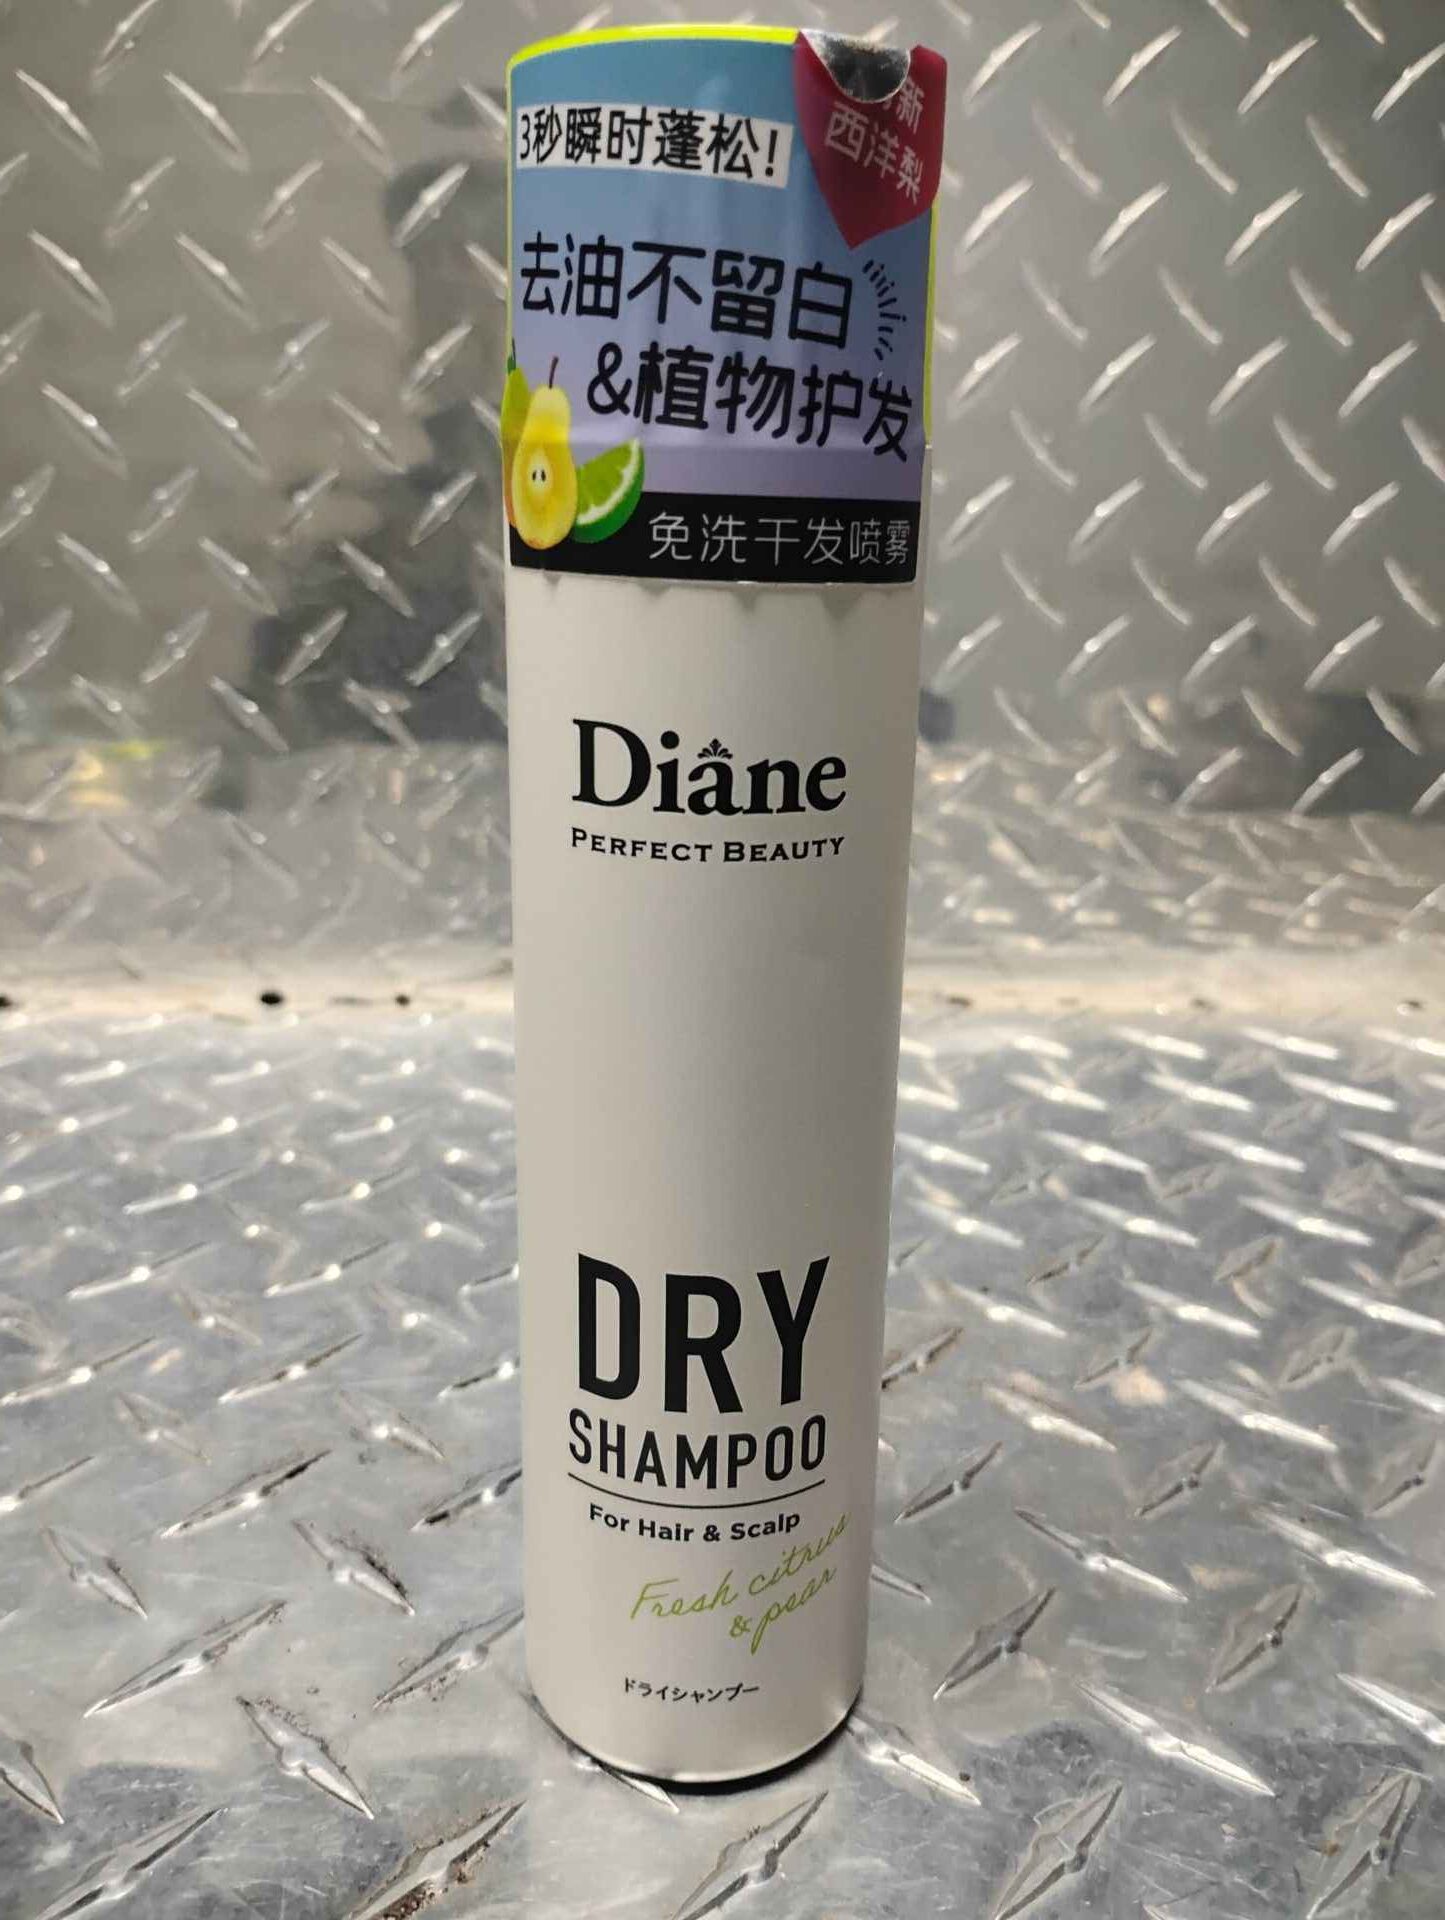 3秒瞬时蓬松!
新
西洋梨
去油不留白
&植物护发
免洗干发喷雾
Diane
PERFECT BEAUTY
DRY
SHAMPOO
For Hair & Scalp
Fresh citrus
& pear
ドライシャンプー